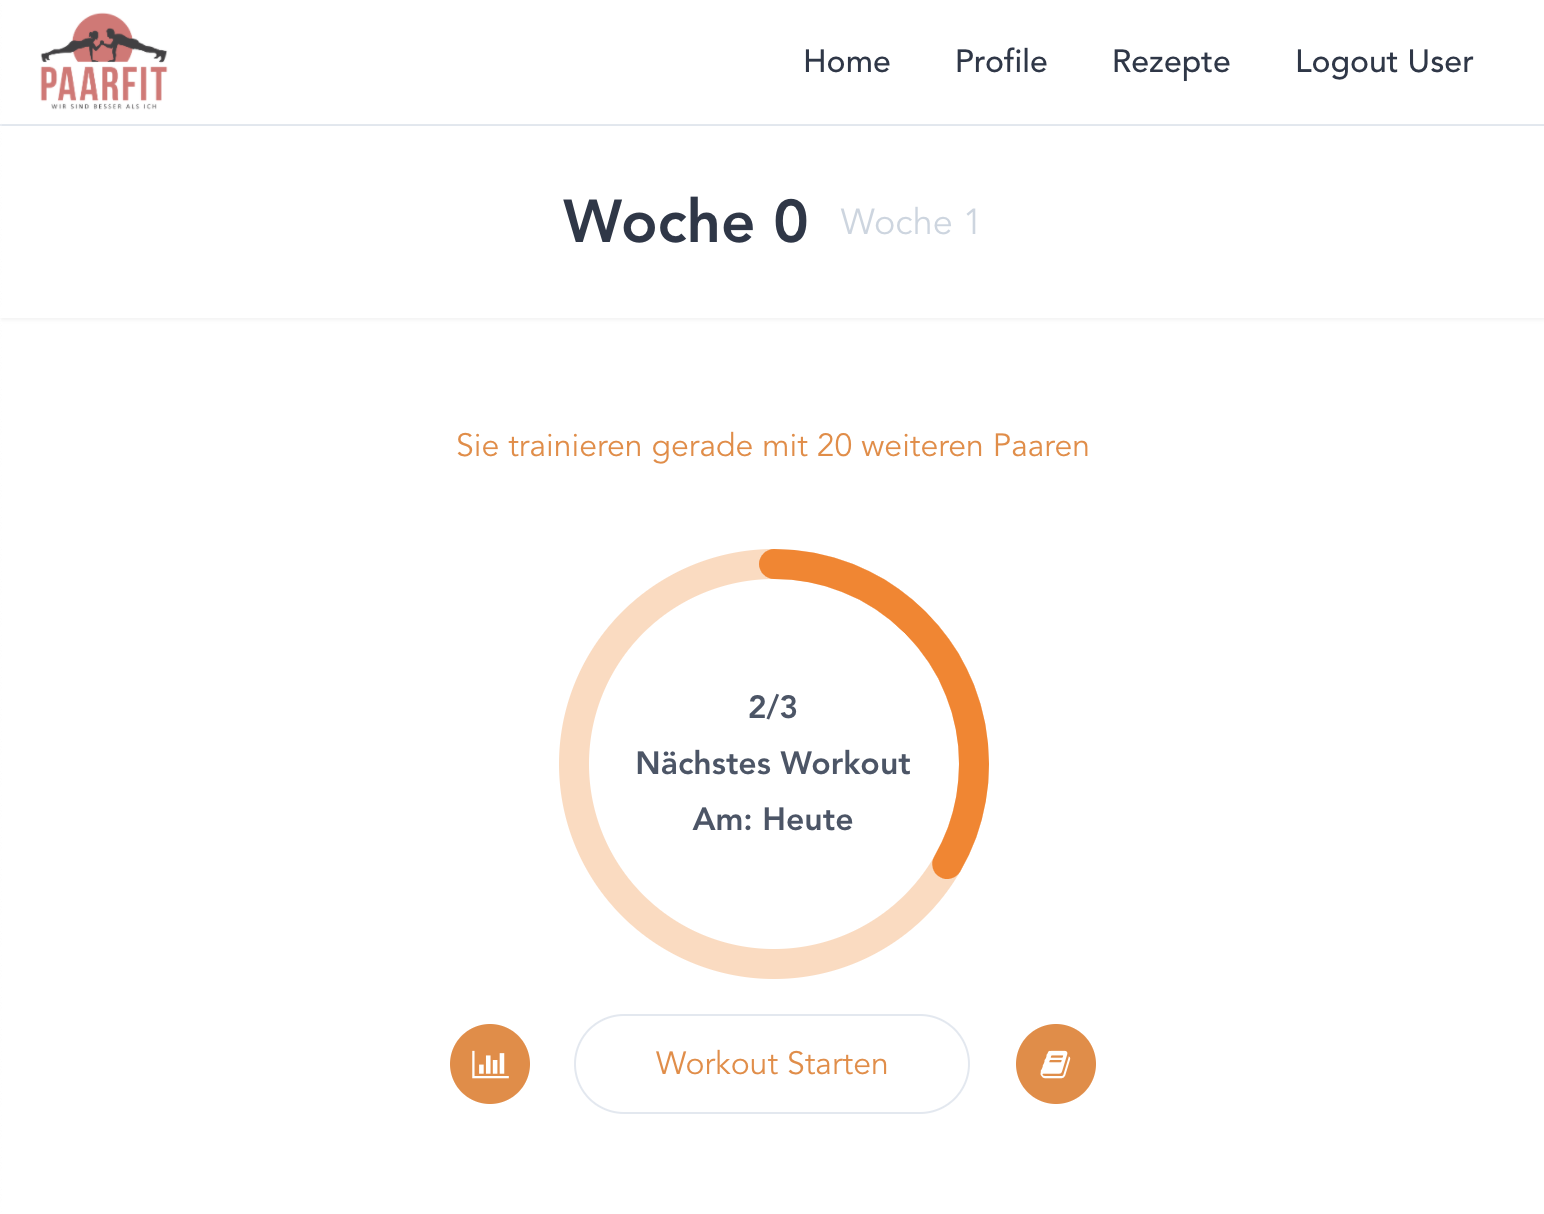 PAARFIT
WIR SIND BESSER ALS ICH
Home Profile Rezepte Logout User
Woche 0 Woche 1
Sie trainieren gerade mit 20 weiteren Paaren
2/3
Nächstes Workout
Am: Heute
Workout Starten